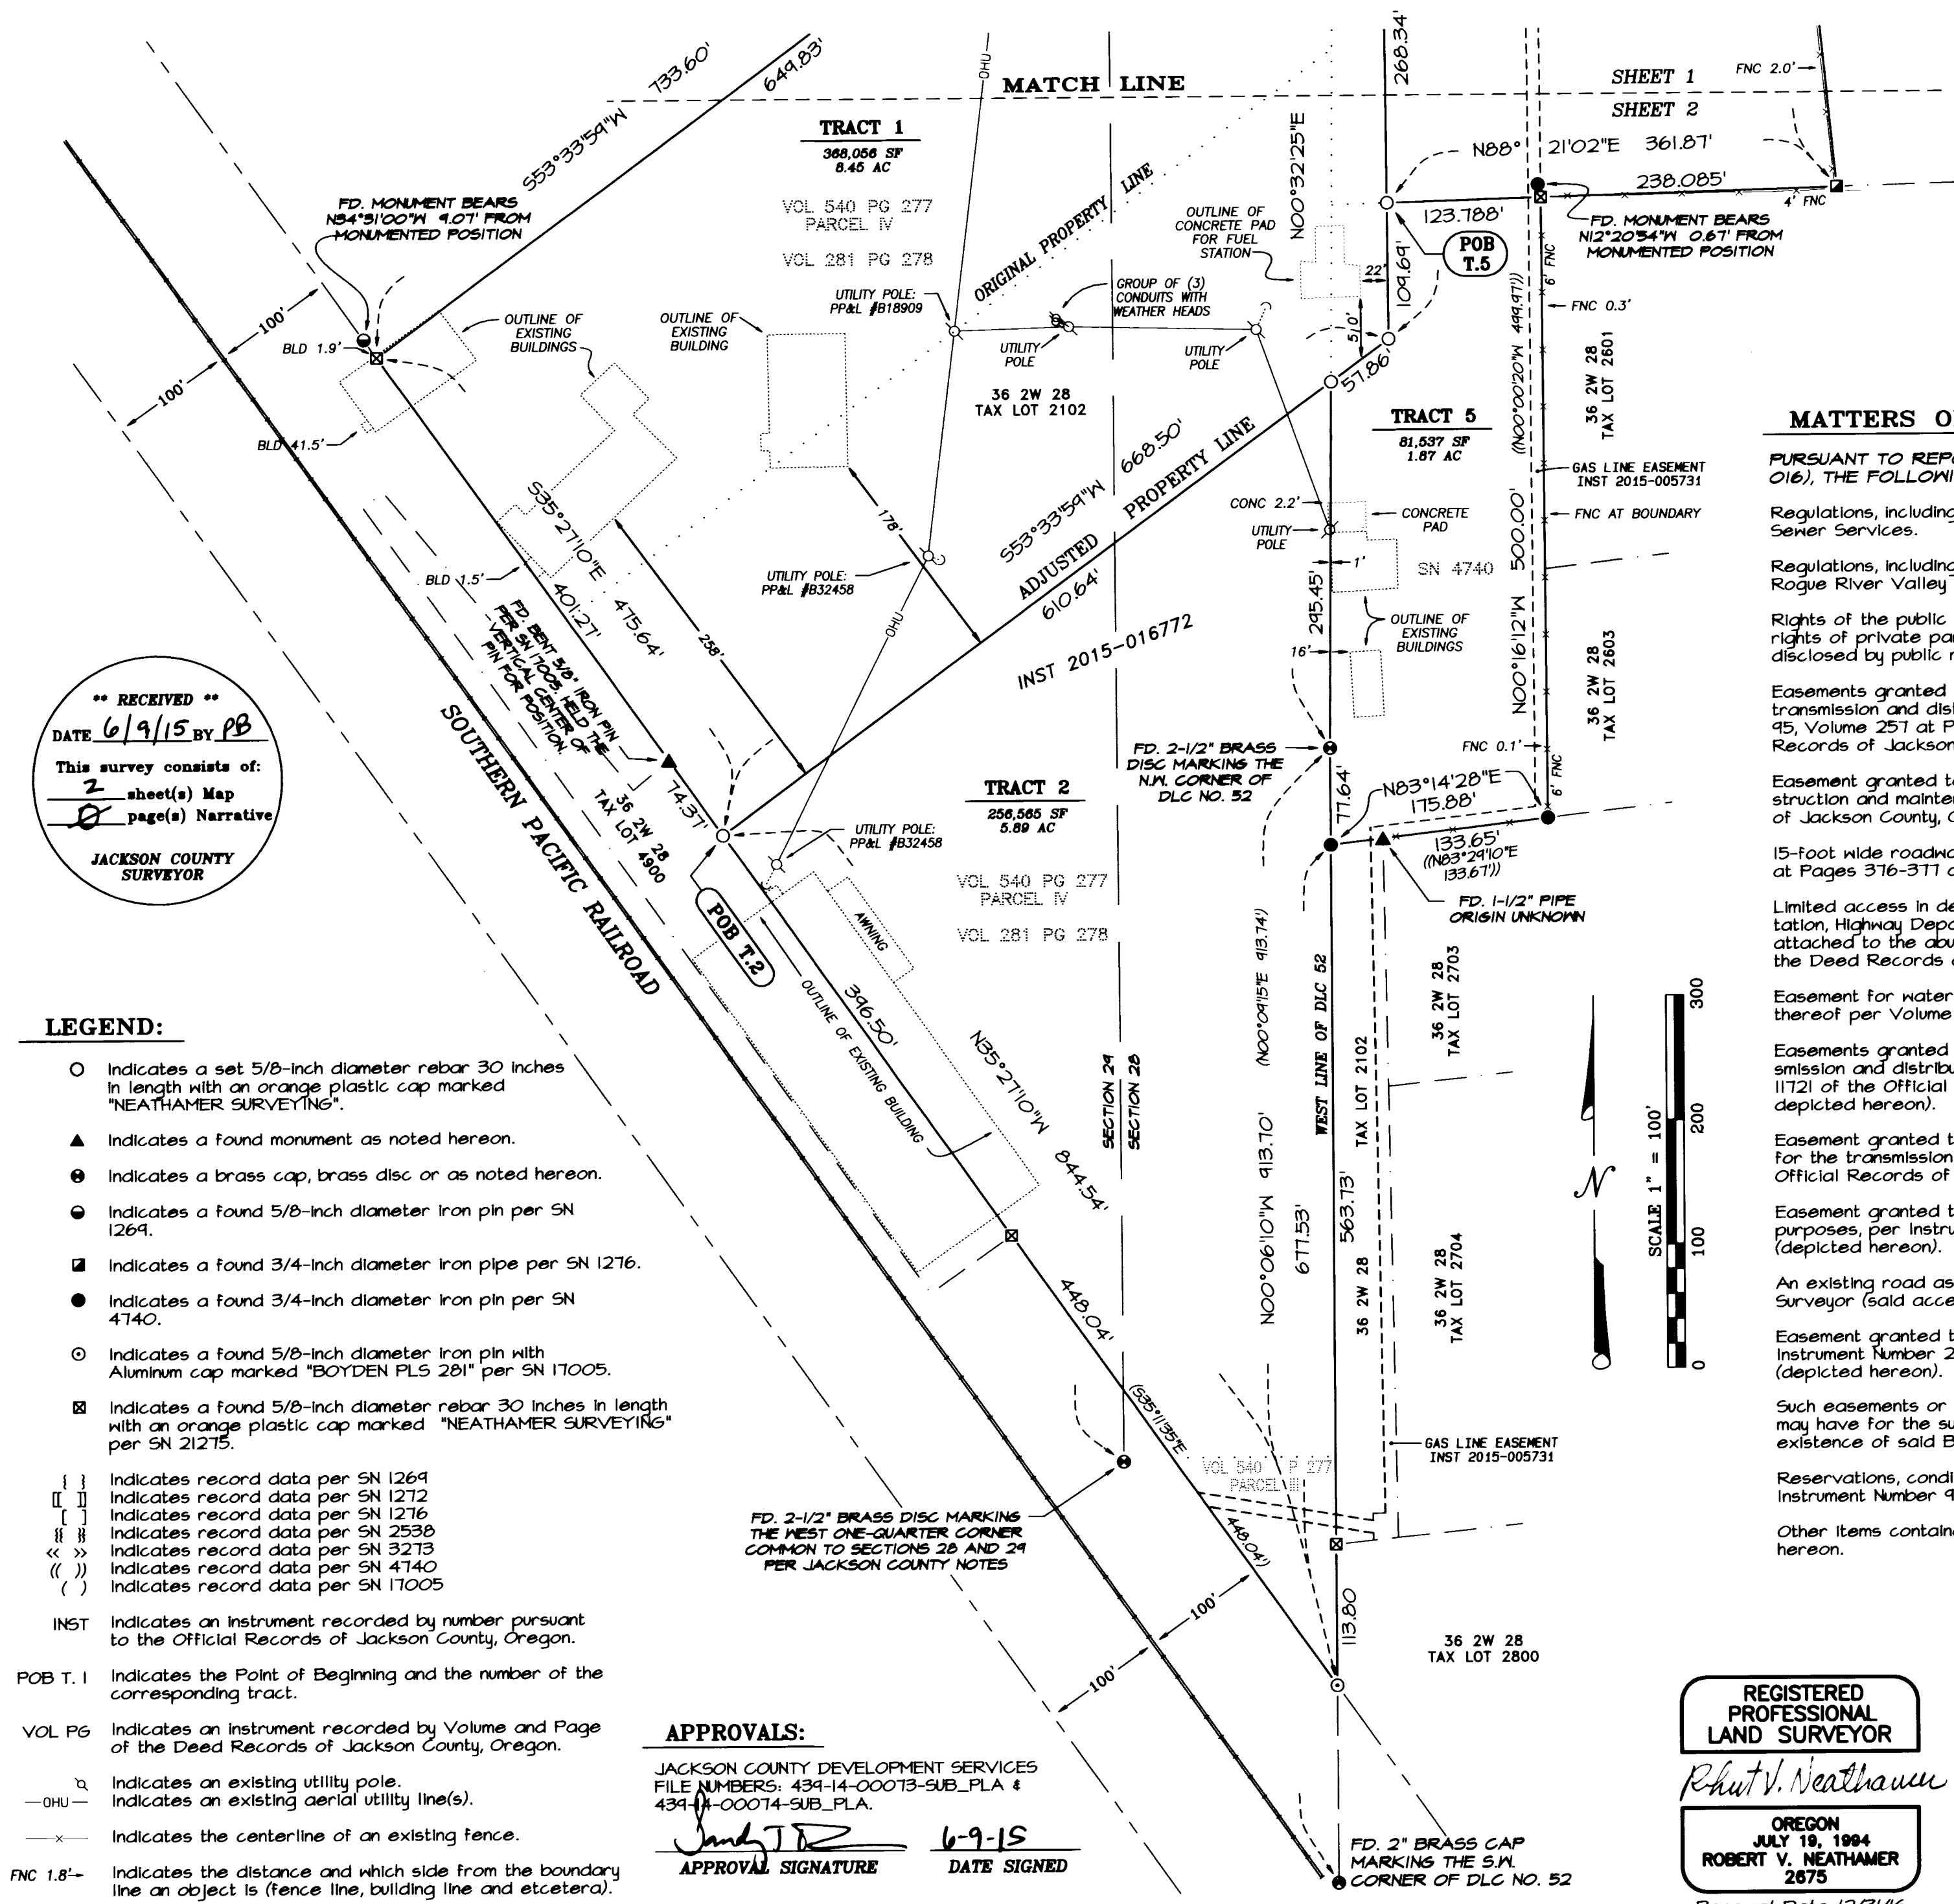 733.60'
649.83'
S53°33'59"W
OHU
MATCH LINE
268.34'
SHEET 1
SHEET 2
FNC 2.0'
TRACT 1
368,056 SF
8.45 AC
VOL 540 PG 277
PARCEL IV
VOL 281 PG 278
ORIGINAL PROPERTY LINE
N00°32'25"E
N88° 21'02"E 361.87'
238.085'
4' FNC
123.788'
FD. MONUMENT BEARS
N12°20'54"W 0.67' FROM
MONUMENTED POSITION
POB
T.5
FD. MONUMENT BEARS
N34°31'00"W 9.07' FROM
MONUMENTED POSITION
100'
100'
BLD 1.9'
BLD 41.5'
OUTLINE OF
EXISTING
BUILDINGS
OUTLINE OF
EXISTING
BUILDING
UTILITY POLE:
PP&L #B18909
GROUP OF (3)
CONDUITS WITH
WEATHER HEADS
OUTLINE OF
CONCRETE PAD
FOR FUEL
STATION
22'
109.69'
51.0'
57.86'
UTILITY
POLE
UTILITY
POLE
36 2W 28
TAX LOT 2102
((N00°00'20"W 499.97'))
6' FNC
FNC 0.3'
36 2W 28
TAX LOT 2601
TRACT 5
81,537 SF
1.87 AC
GAS LINE EASEMENT
INST 2015-005731
FNC AT BOUNDARY
N00°16'12"W 500.00'
CONC 2.2'
CONCRETE
PAD
UTILITY
POLE
1'
SN 4740
295.45'
OUTLINE OF
EXISTING
BUILDINGS
16'
36 2W 28
TAX LOT 2603
FNC 0.1'
6' FNC
S53°33'59"W 668.50'
ADJUSTED PROPERTY LINE
610.64'
INST 2015-016772
178'
258'
UTILITY POLE:
PP&L #B32458
OHU
S35°27'10"E 475.64'
401.27'
BLD 1.5'
FD. BENT 5/8" IRON PIN
PER SN 17005, HELD THE
VERTICAL CENTER OF
PIN FOR POSITION.
74.37'
36 2W 28
TAX LOT 4900
SOUTHERN PACIFIC RAILROAD
POB T.2
UTILITY POLE:
PP&L #B32458
AWNING
OUTLINE OF EXISTING BUILDING
396.50'
N35°27'10"W 844.54'
448.04'
(S35°11'35"E
448.04')
TRACT 2
256,565 SF
5.89 AC
VOL 540 PG 277
PARCEL IV
VOL 281 PG 278
SECTION 29
SECTION 28
FD. 2-1/2" BRASS
DISC MARKING THE
N.W. CORNER OF
DLC NO. 52
77.64'
N83°14'28"E
175.88'
133.65'
((N83°29'10"E
133.67'))
FD. 1-1/2" PIPE
ORIGIN UNKNOWN
(N00°09'15"E 913.74')
N00°06'10"W 913.70'
677.53'
WEST LINE OF DLC 52
563.73'
36 2W 28 TAX LOT 2102
36 2W 28
TAX LOT 2703
36 2W 28
TAX LOT 2704
GAS LINE EASEMENT
INST 2015-005731
VOL 540 P 277
PARCEL III
113.80
36 2W 28
TAX LOT 2800
100'
100'
FD. 2-1/2" BRASS DISC MARKING
THE WEST ONE-QUARTER CORNER
COMMON TO SECTIONS 28 AND 29
PER JACKSON COUNTY NOTES
FD. 2" BRASS CAP
MARKING THE S.W.
CORNER OF DLC NO. 52
N
SCALE 1" = 100'
0 100 200 300
** RECEIVED **
DATE 6/9/15 BY PB
This survey consists of:
2 sheet(s) Map
0 page(s) Narrative
JACKSON COUNTY
SURVEYOR
LEGEND:
Indicates a set 5/8-inch diameter rebar 30 inches
in length with an orange plastic cap marked
"NEATHAMER SURVEYING".
Indicates a found monument as noted hereon.
Indicates a brass cap, brass disc or as noted hereon.
Indicates a found 5/8-inch diameter iron pin per SN
1269.
Indicates a found 3/4-inch diameter iron pipe per SN 1276.
Indicates a found 3/4-inch diameter iron pin per SN
4740.
Indicates a found 5/8-inch diameter iron pin with
Aluminum cap marked "BOYDEN PLS 281" per SN 17005.
Indicates a found 5/8-inch diameter rebar 30 inches in length
with an orange plastic cap marked "NEATHAMER SURVEYING"
per SN 21275.
{ } Indicates record data per SN 1269
[[ ]] Indicates record data per SN 1272
[ ] Indicates record data per SN 1276
{{ }} Indicates record data per SN 2538
<< >> Indicates record data per SN 3273
(( )) Indicates record data per SN 4740
( ) Indicates record data per SN 17005
INST Indicates an instrument recorded by number pursuant
to the Official Records of Jackson County, Oregon.
POB T. 1 Indicates the Point of Beginning and the number of the
corresponding tract.
VOL PG Indicates an instrument recorded by Volume and Page
of the Deed Records of Jackson County, Oregon.
Indicates an existing utility pole.
OHU Indicates an existing aerial utility line(s).
x Indicates the centerline of an existing fence.
FNC 1.8' Indicates the distance and which side from the boundary
line an object is (fence line, building line and etcetera).
APPROVALS:
JACKSON COUNTY DEVELOPMENT SERVICES
FILE NUMBERS: 439-14-00073-SUB_PLA &
439-14-00074-SUB_PLA.
6-9-15
APPROVAL SIGNATURE DATE SIGNED
MATTERS O
PURSUANT TO REP
016), THE FOLLOWI
Regulations, including
Sewer Services.
Regulations, including
Rogue River Valley
Rights of the public
rights of private pa
disclosed by public r
Easements granted
transmission and dist
95, Volume 257 at P
Records of Jackson
Easement granted t
struction and mainte
of Jackson County, O
15-foot wide roadwa
at Pages 376-377 o
Limited access in de
tation, Highway Depa
attached to the abu
the Deed Records
Easement for water
thereof per Volume
Easements granted
smission and distribu
11721 of the Official
depicted hereon).
Easement granted t
for the transmission
Official Records of
Easement granted t
purposes, per Instru
(depicted hereon).
An existing road as
Surveyor (said acce
Easement granted t
Instrument Number 2
(depicted hereon).
Such easements or
may have for the su
existence of said B
Reservations, condi
Instrument Number 9
Other items contain
hereon.
REGISTERED
PROFESSIONAL
LAND SURVEYOR
Robert V. Neathamer
OREGON
JULY 19, 1994
ROBERT V. NEATHAMER
2675
Renewal Date 12/31/16